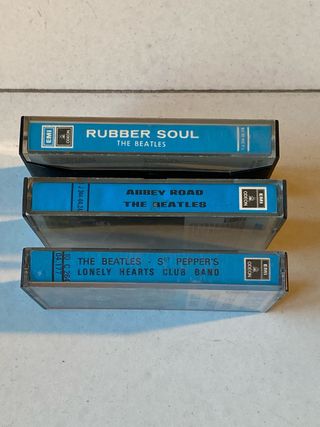 EMI
RUBBER SOUL
THE BEATLES
ABBEY ROAD
THE BEATLES
EMI
ODEON
THE BEATLES - SGT PEPPER'S
LONELY HEARTS CLUB BAND
EMI
ODEON